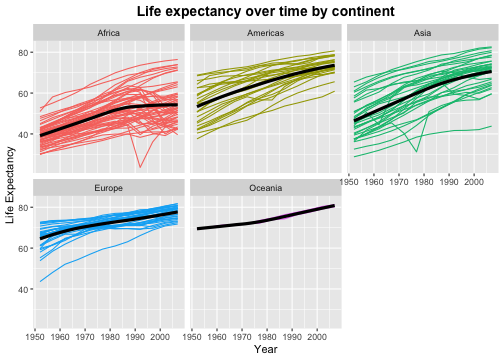 Life expectancy over time by continent
Africa
Americas
Asia
80
60
40
1950 1960 1970 1980 1990 2000
Europe
Oceania
80
60
40
1950 1960 1970 1980 1990 2000
1950 1960 1970 1980 1990 2000
Life Expectancy
Year